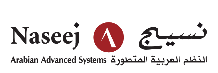 Naseej نسيج
Arabian Advanced Systems النظم العربية المتطورة